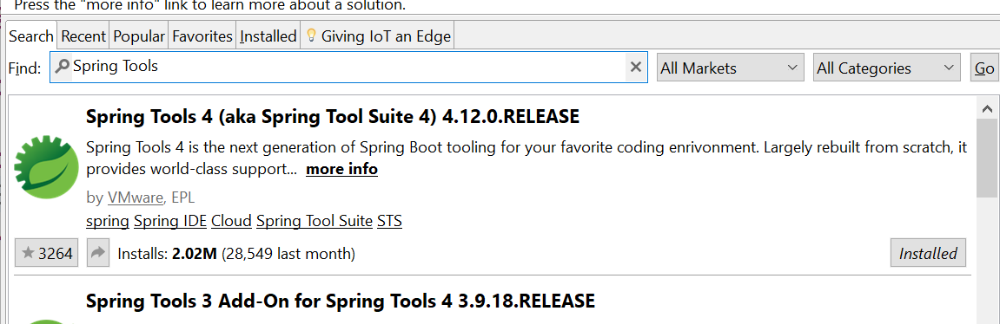 Press the "more info" link to learn more about a solution.
Search Recent Popular Favorites Installed Giving IoT an Edge
Find: Spring Tools All Markets All Categories Go
Spring Tools 4 (aka Spring Tool Suite 4) 4.12.0.RELEASE
Spring Tools 4 is the next generation of Spring Boot tooling for your favorite coding enrivonment. Largely rebuilt from scratch, it
provides world-class support... more info
by VMware, EPL
spring Spring IDE Cloud Spring Tool Suite STS
3264 Installs: 2.02M (28,549 last month) Installed
Spring Tools 3 Add-On for Spring Tools 4 3.9.18.RELEASE